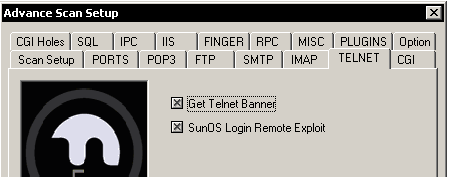 Advance Scan Setup
CGI Holes SQL IPC IIS FINGER RPC MISC PLUGINS Option
Scan Setup PORTS POP3 FTP SMTP IMAP TELNET CGI
Get Telnet Banner
SunOS Login Remote Exploit